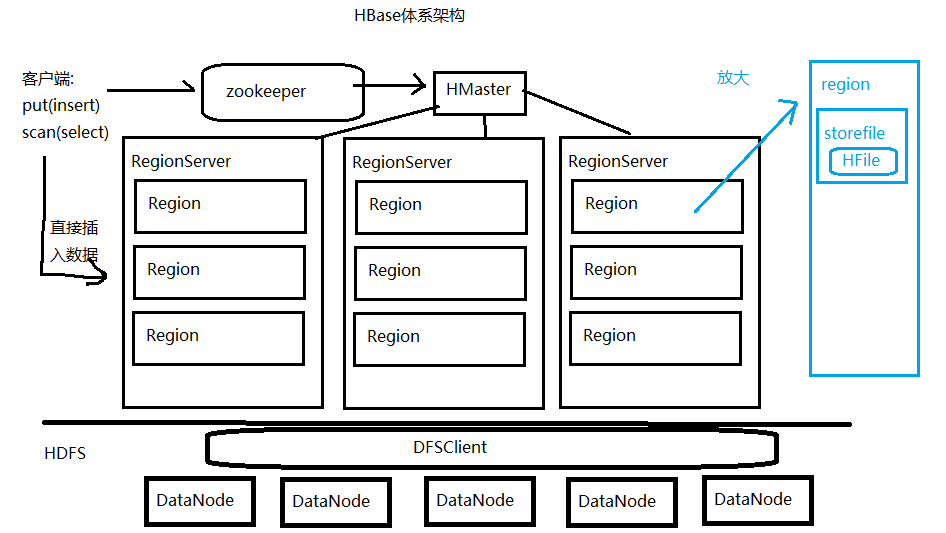 HBase体系架构
客户端:
put(insert)
scan(select)
zookeeper
HMaster
放大
region
storefile
HFile
直接插
入数据
RegionServer
Region
Region
Region
RegionServer
Region
Region
Region
RegionServer
Region
Region
Region
HDFS
DFSClient
DataNode
DataNode
DataNode
DataNode
DataNode